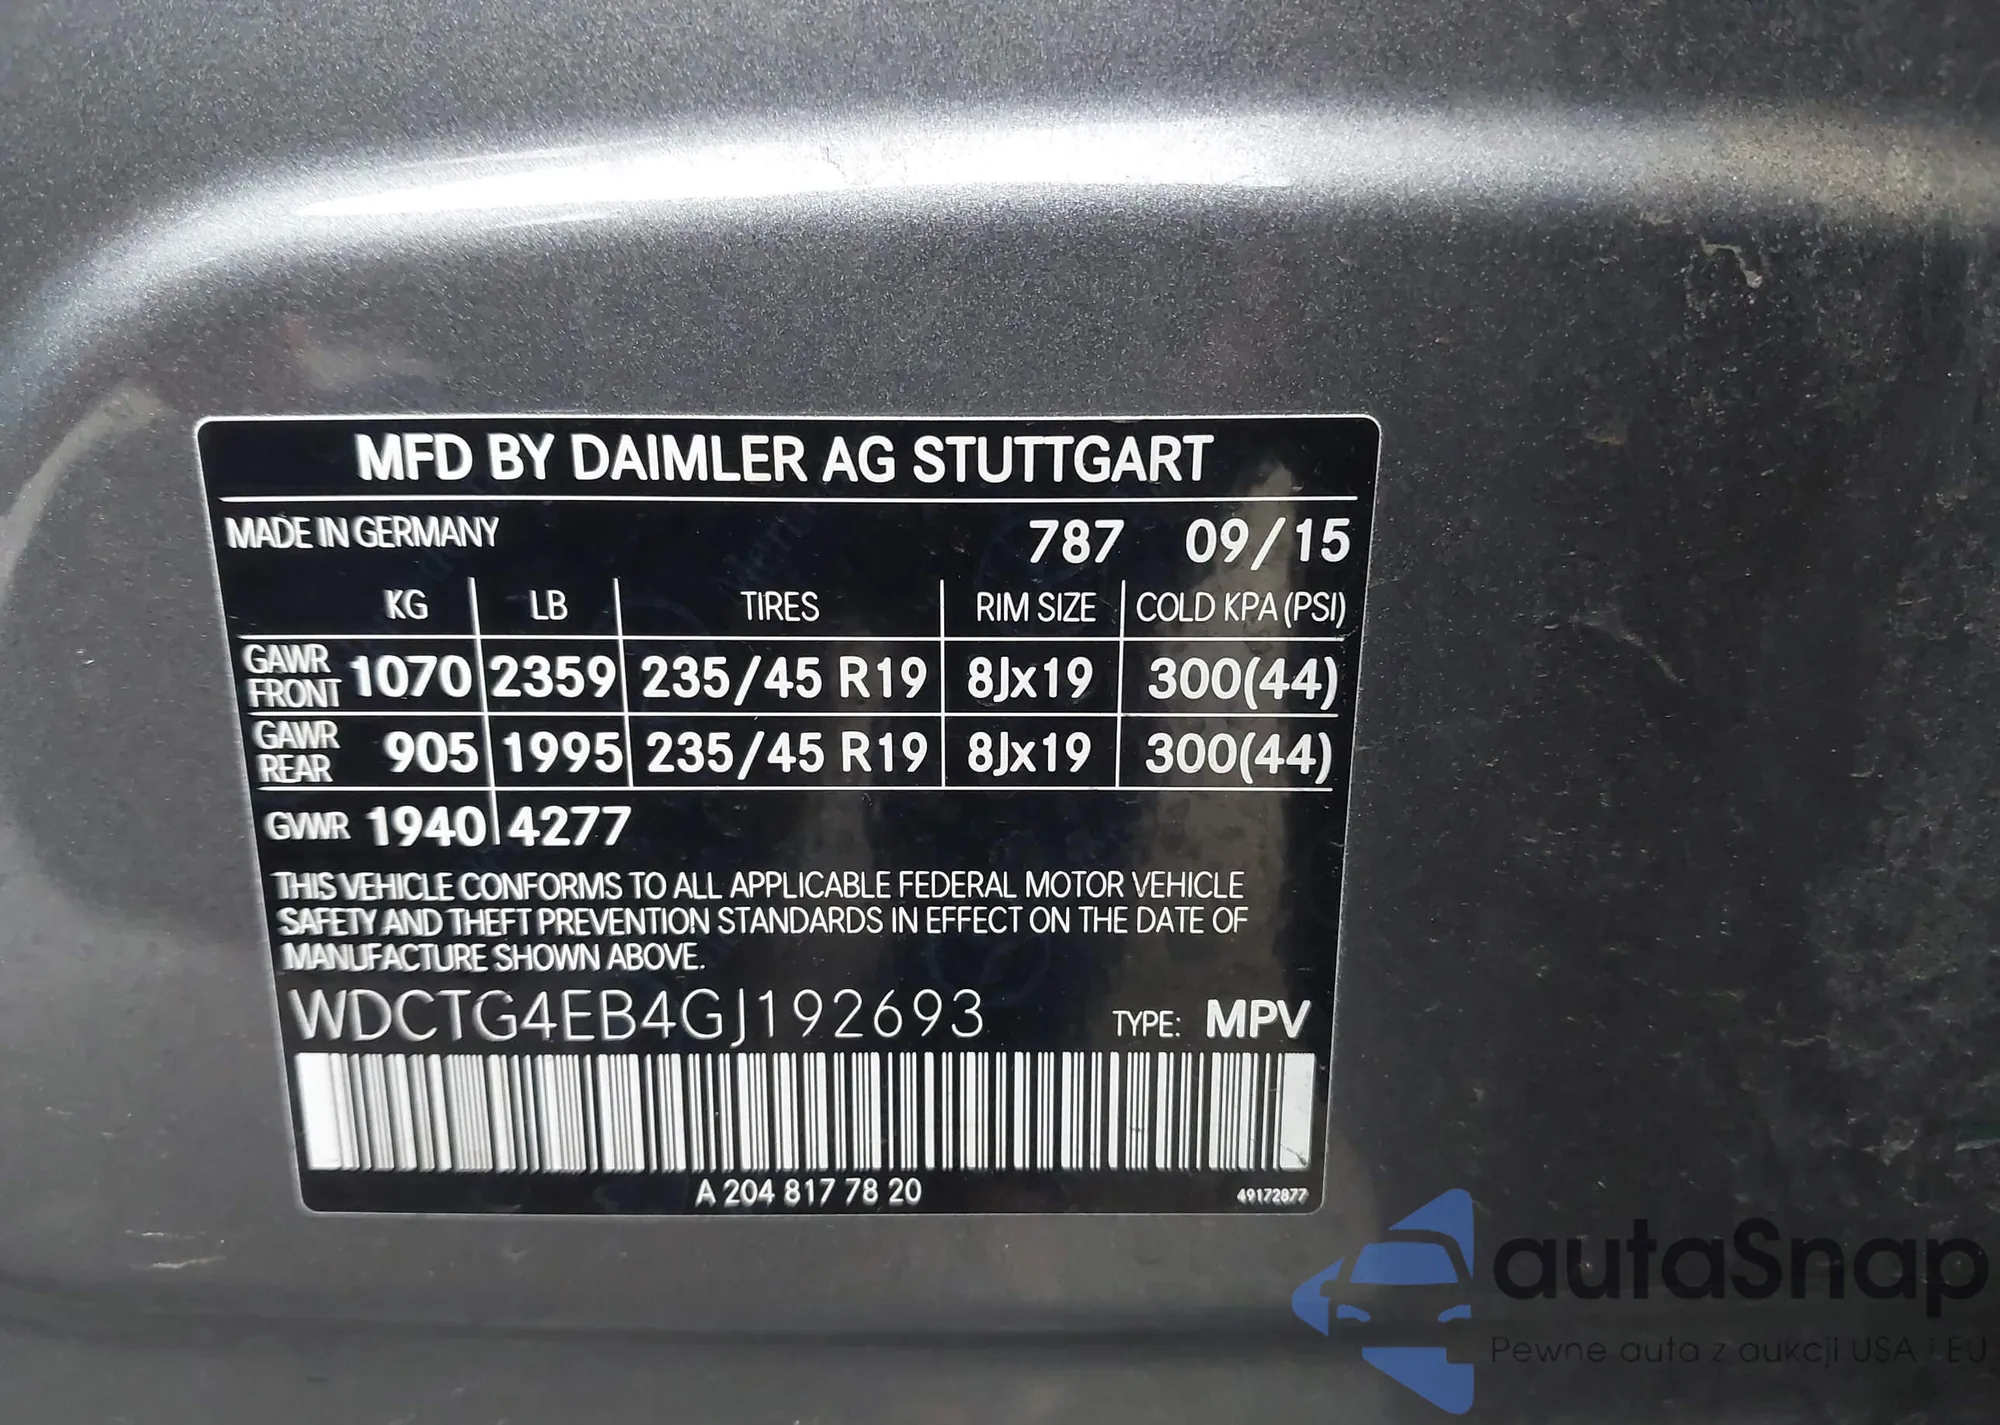 MFD BY DAIMLER AG STUTTGART
MADE IN GERMANY 787 09/15
KG LB TIRES RIM SIZE COLD KPA (PSI)
GAWR FRONT 1070 2359 235/45 R19 8Jx19 300(44)
GAWR REAR 905 1995 235/45 R19 8Jx19 300(44)
GVWR 1940 4277
THIS VEHICLE CONFORMS TO ALL APPLICABLE FEDERAL MOTOR VEHICLE
SAFETY AND THEFT PREVENTION STANDARDS IN EFFECT ON THE DATE OF
MANUFACTURE SHOWN ABOVE.
WDCTG4EB4GJ192693 TYPE: MPV
A 204 817 78 20 49172877
autaSnap
Pewne auta z aukcji USA i EU